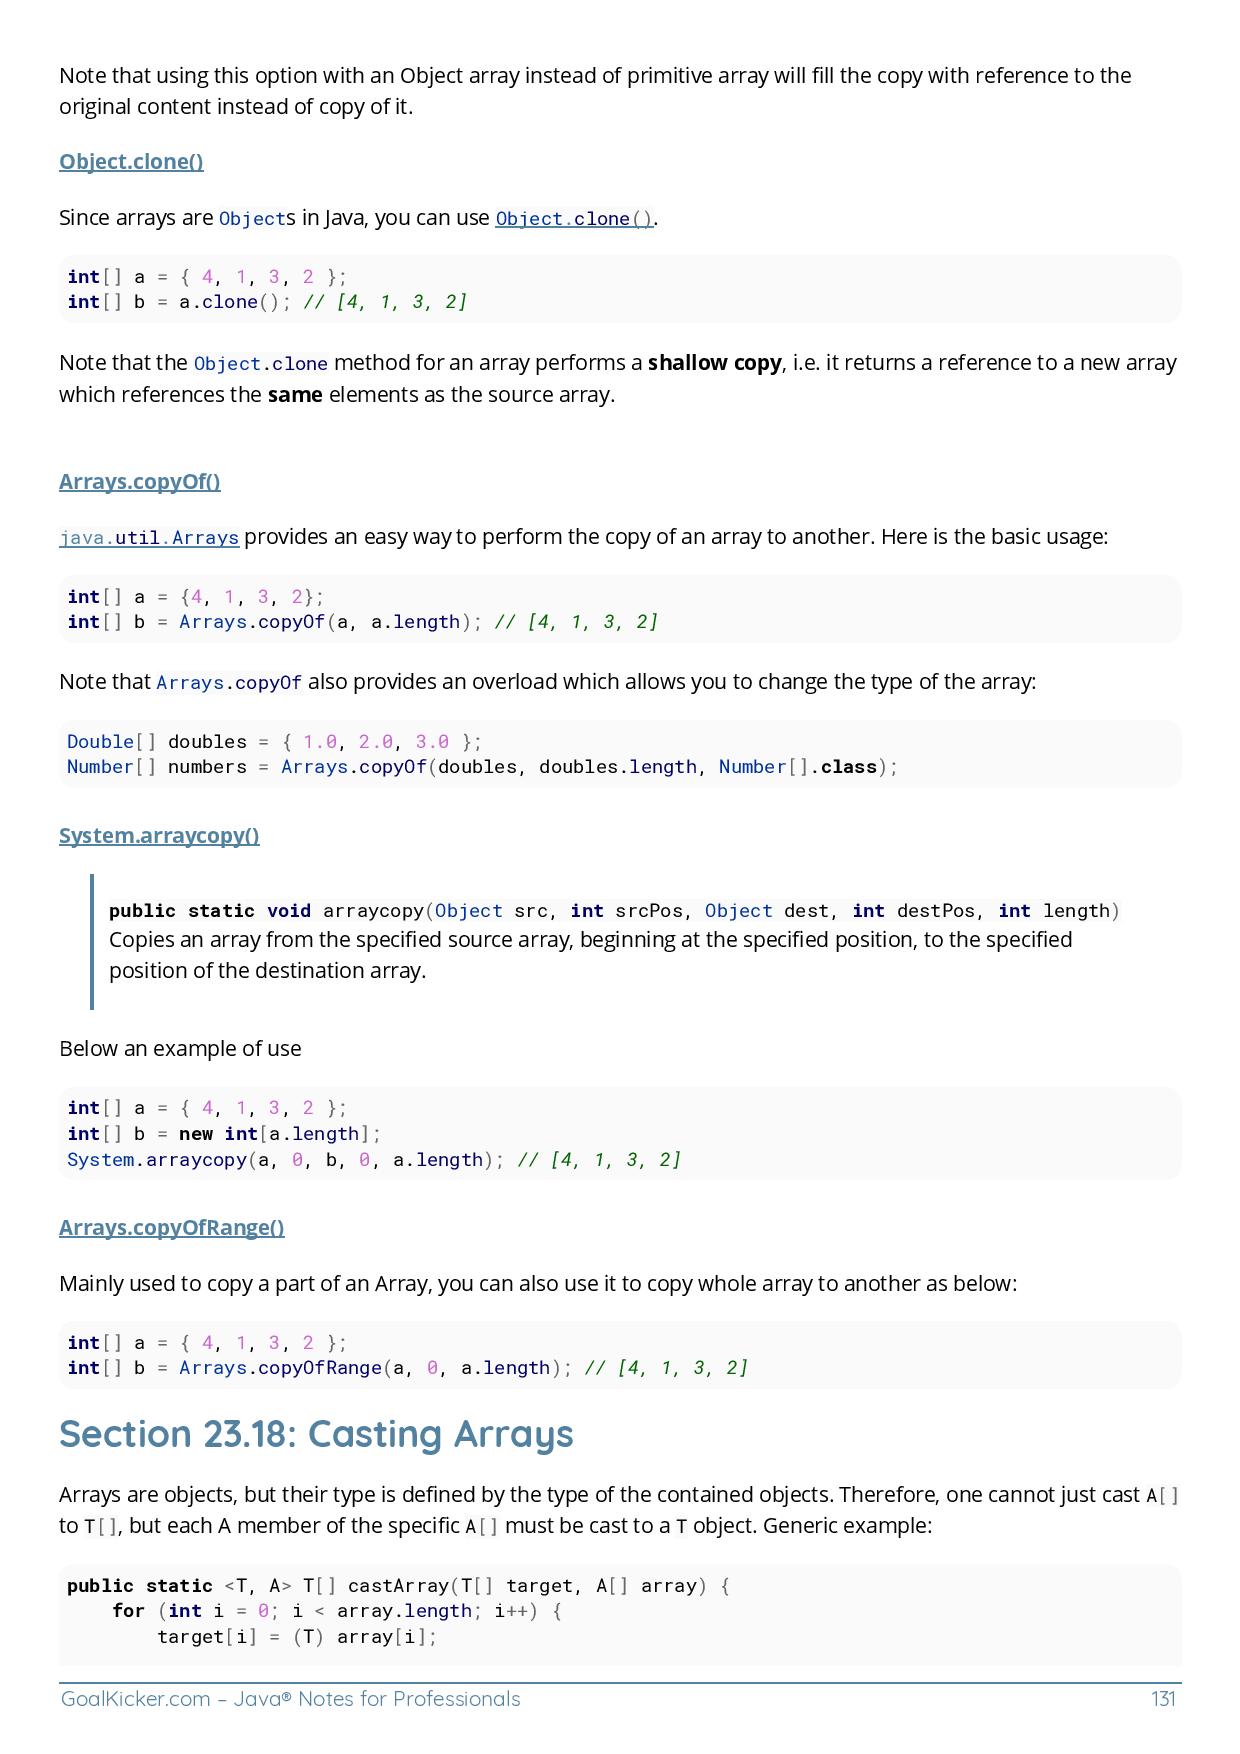 Note that using this option with an Object array instead of primitive array will fill the copy with reference to the
original content instead of copy of it.
Object.clone()
Since arrays are Objects in Java, you can use Object.clone().
int[] a = { 4, 1, 3, 2 };
int[] b = a.clone(); // [4, 1, 3, 2]
Note that the Object.clone method for an array performs a shallow copy, i.e. it returns a reference to a new array
which references the same elements as the source array.
Arrays.copyOf()
java.util.Arrays provides an easy way to perform the copy of an array to another. Here is the basic usage:
int[] a = {4, 1, 3, 2};
int[] b = Arrays.copyOf(a, a.length); // [4, 1, 3, 2]
Note that Arrays.copyOf also provides an overload which allows you to change the type of the array:
Double[] doubles = { 1.0, 2.0, 3.0 };
Number[] numbers = Arrays.copyOf(doubles, doubles.length, Number[].class);
System.arraycopy()
public static void arraycopy(Object src, int srcPos, Object dest, int destPos, int length)
Copies an array from the specified source array, beginning at the specified position, to the specified
position of the destination array.
Below an example of use
int[] a = { 4, 1, 3, 2 };
int[] b = new int[a.length];
System.arraycopy(a, 0, b, 0, a.length); // [4, 1, 3, 2]
Arrays.copyOfRange()
Mainly used to copy a part of an Array, you can also use it to copy whole array to another as below:
int[] a = { 4, 1, 3, 2 };
int[] b = Arrays.copyOfRange(a, 0, a.length); // [4, 1, 3, 2]
Section 23.18: Casting Arrays
Arrays are objects, but their type is defined by the type of the contained objects. Therefore, one cannot just cast A[]
to T[], but each A member of the specific A[] must be cast to a T object. Generic example:
public static <T, A> T[] castArray(T[] target, A[] array) {
    for (int i = 0; i < array.length; i++) {
        target[i] = (T) array[i];
GoalKicker.com – Java® Notes for Professionals 131